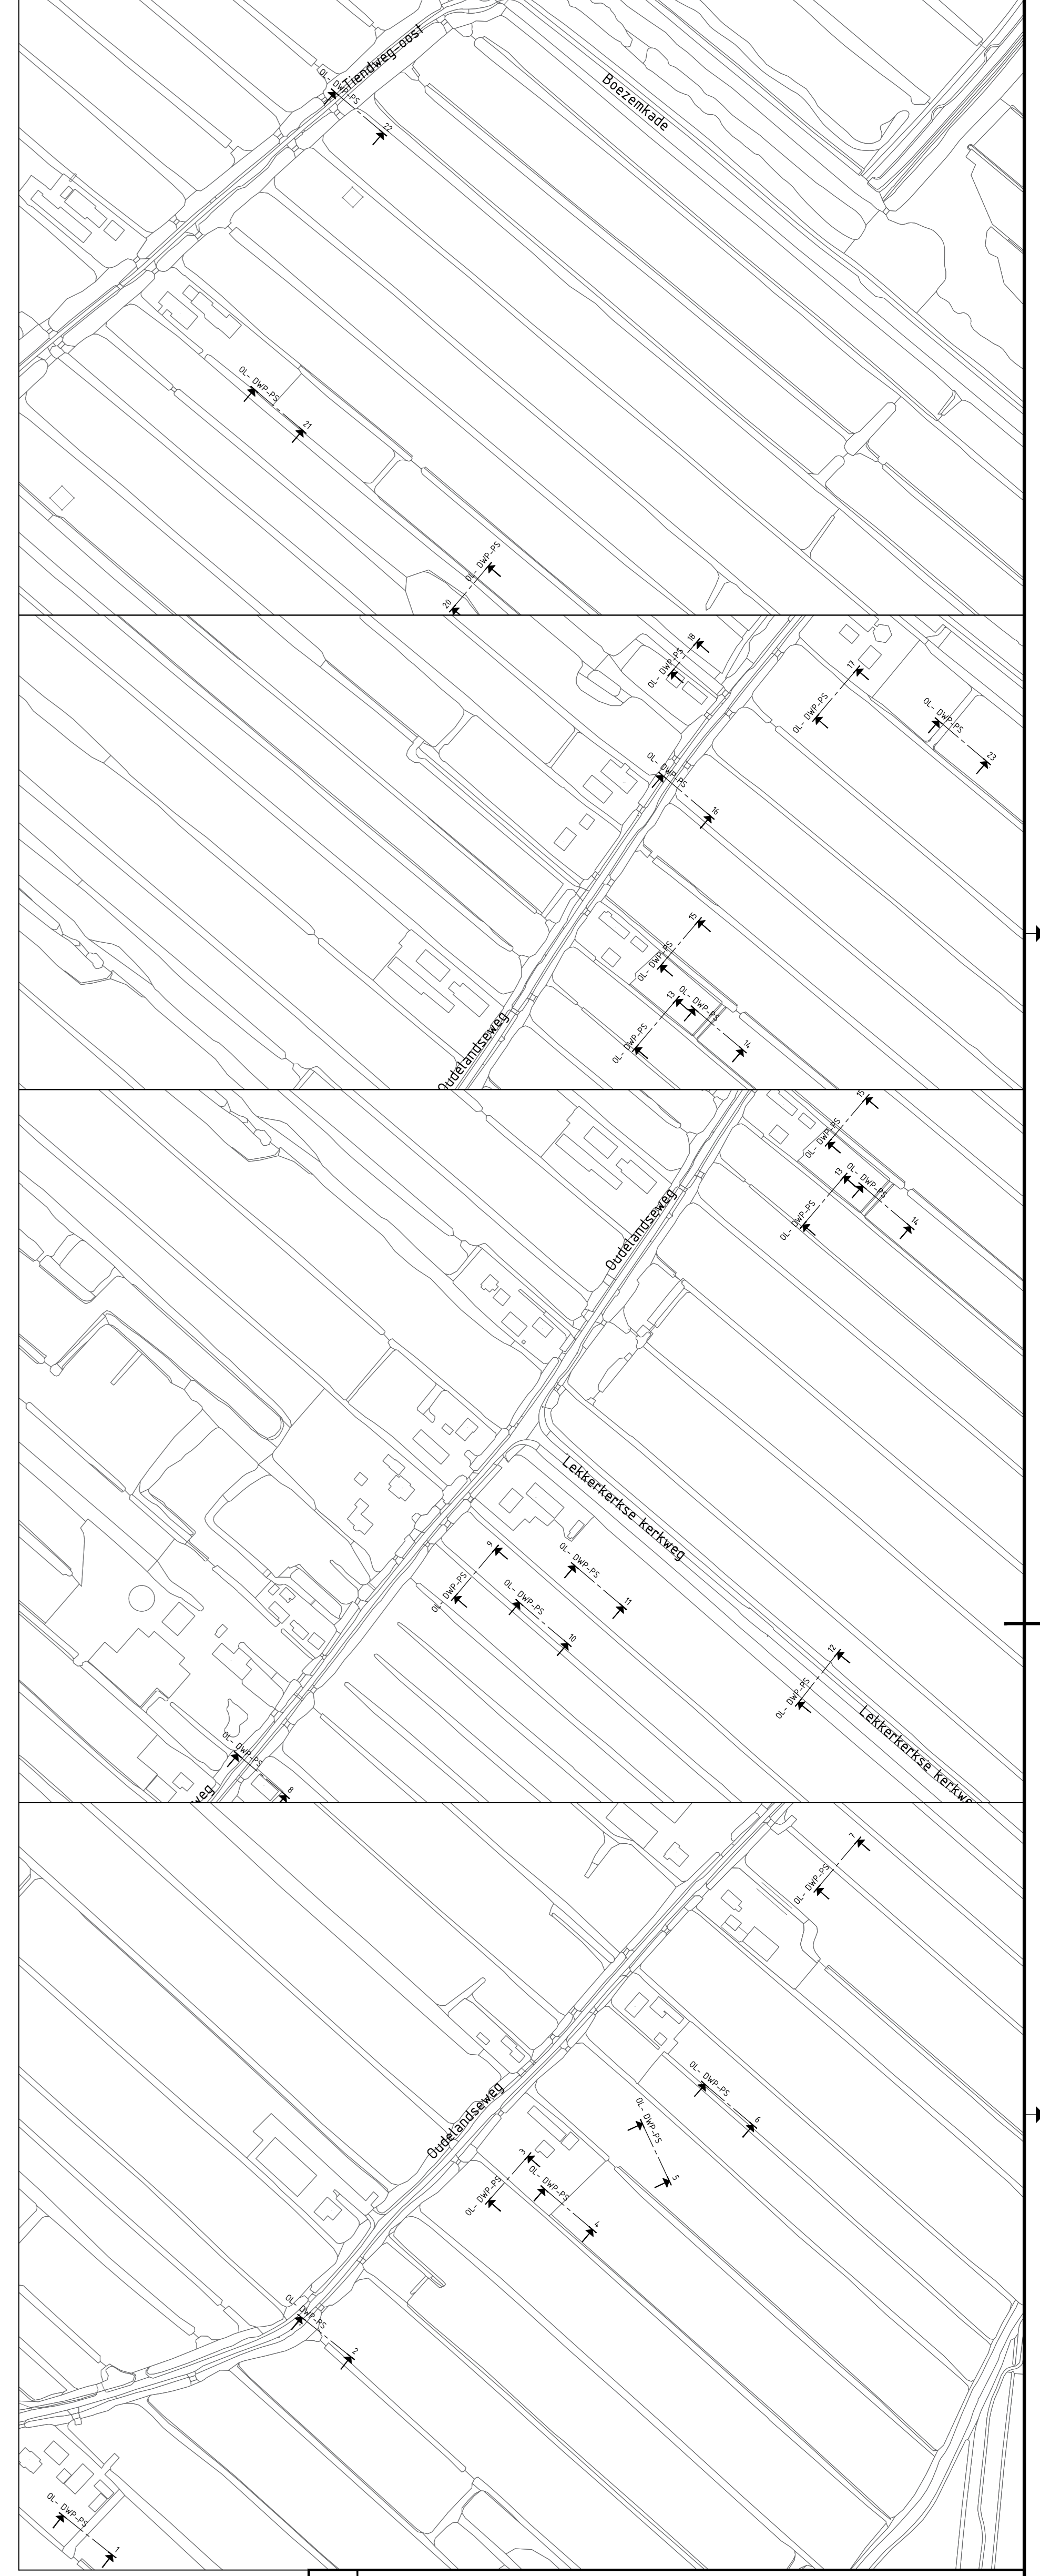 Tiendweg-oost
OL- DWP-PS
22
Boezemkade
OL- DWP-PS
21
OL- DWP-PS
20
OL- DWP-PS
18
OL- DWP-PS
17
OL- DWP-PS
23
OL- DWP-PS
16
OL- DWP-PS
15
OL- DWP-PS
13
OL- DWP-PS
14
Oudelandseweg
OL- DWP-PS
15
OL- DWP-PS
13
OL- DWP-PS
14
Oudelandseweg
Lekkerkerkse kerkweg
OL- DWP-PS
9
OL- DWP-PS
11
OL- DWP-PS
10
OL- DWP-PS
12
Lekkerkerkse kerkwe
OL- DWP-PS
8
weg
OL- DWP-PS
7
OL- DWP-PS
6
OL- DWP-PS
5
Oudelandseweg
OL- DWP-PS
3
OL- DWP-PS
4
OL- DWP-PS
2
OL- DWP-PS
1